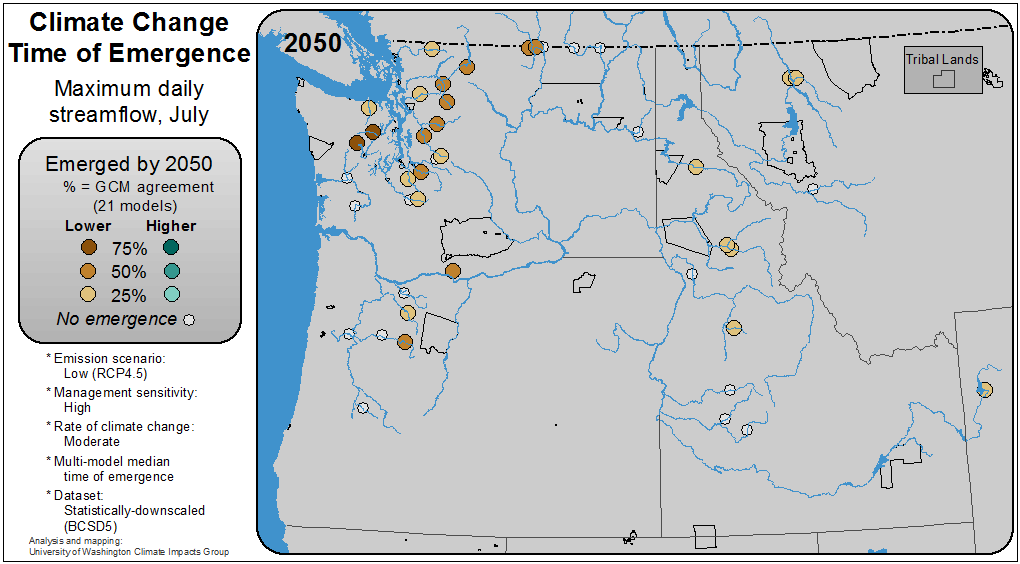 Climate Change
Time of Emergence
Maximum daily
streamflow, July
Emerged by 2050
% = GCM agreement
(21 models)
Lower Higher
75%
50%
25%
No emergence
* Emission scenario:
Low (RCP4.5)
* Management sensitivity:
High
* Rate of climate change:
Moderate
* Multi-model median
time of emergence
* Dataset:
Statistically-downscaled
(BCSD5)
Analysis and mapping:
University of Washington Climate Impacts Group
2050
Tribal Lands